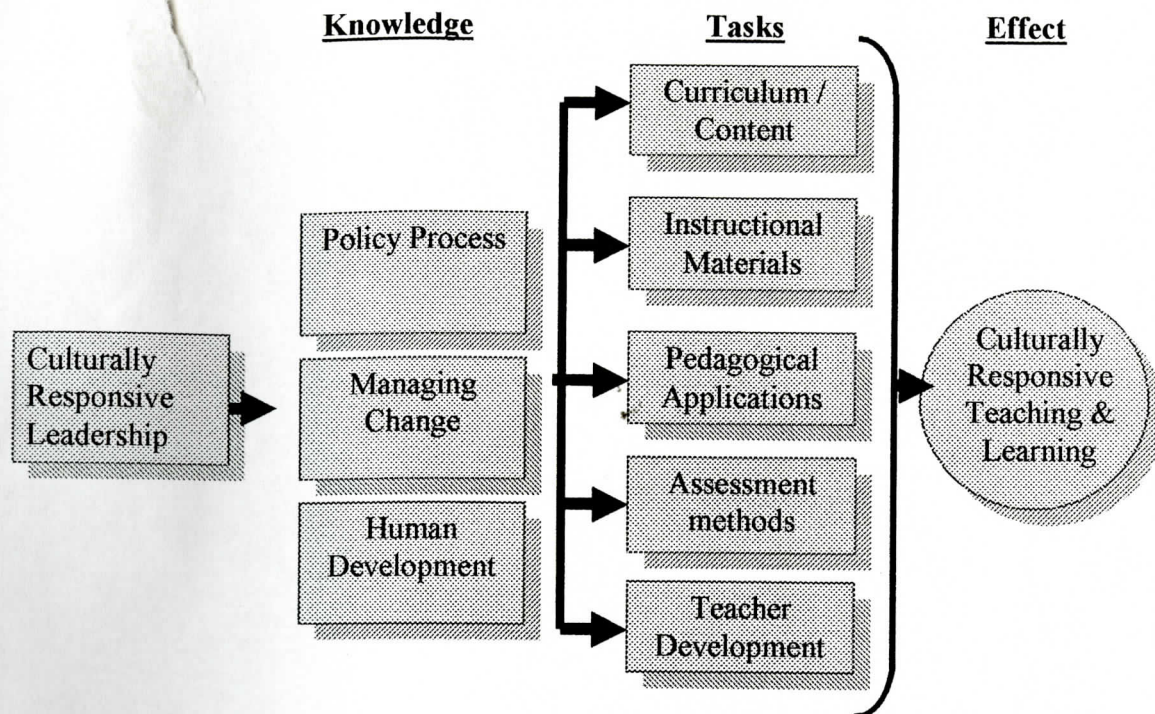 Knowledge
Tasks
Effect
Culturally
Responsive
Leadership
Policy Process
Managing
Change
Human
Development
Curriculum /
Content
Instructional
Materials
Pedagogical
Applications
Assessment
methods
Teacher
Development
Culturally
Responsive
Teaching &
Learning